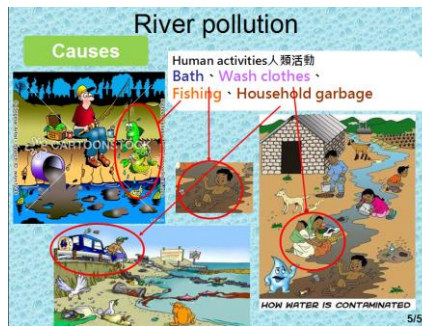 River pollution
Causes
Human activities人類活動
Bath、Wash clothes、
Fishing、Household garbage
CARTOONSTOCK
HOW WATER IS CONTAMINATED
5/5